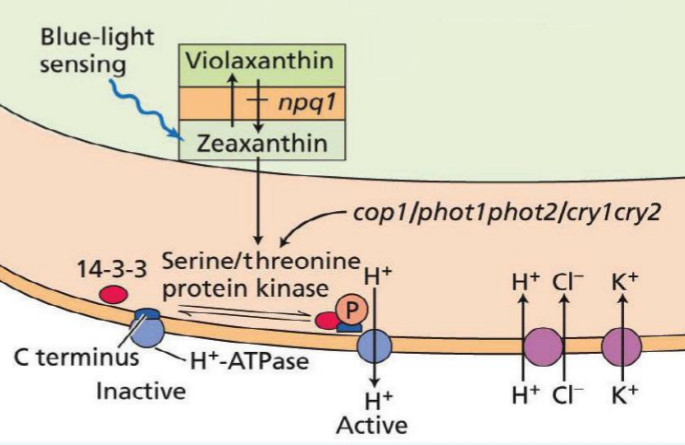 Blue-light
sensing
Violaxanthin
npq1
Zeaxanthin
cop1/phot1phot2/cry1cry2
14-3-3
Serine/threonine
protein kinase
P
H⁺
H⁺ Cl⁻ K⁺
C terminus
H⁺-ATPase
Inactive
H⁺
Active
H⁺ Cl⁻ K⁺